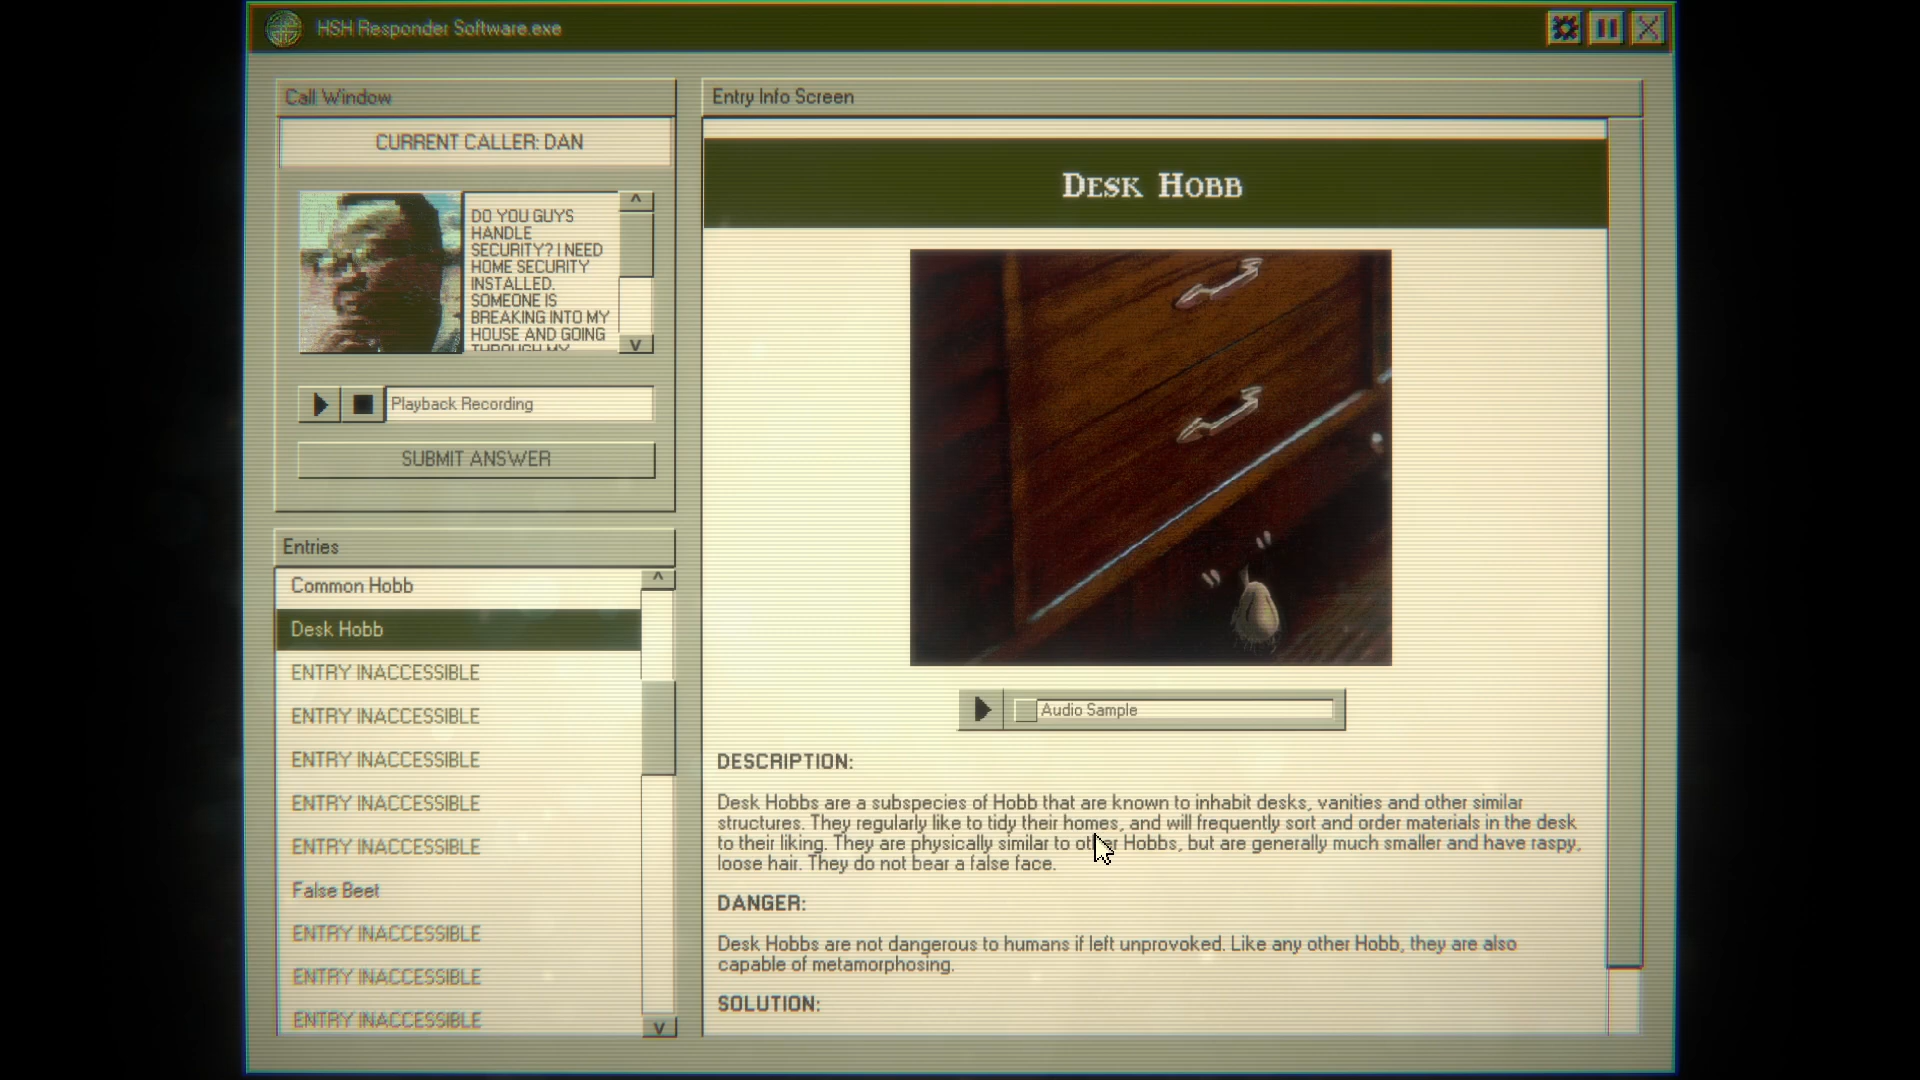 HSH Responder Software.exe
Call Window
CURRENT CALLER: DAN
DO YOU GUYS
HANDLE
SECURITY? I NEED
HOME SECURITY
INSTALLED.
SOMEONE IS
BREAKING INTO MY
HOUSE AND GOING
THROUGH MY
Playback Recording
SUBMIT ANSWER
Entries
Common Hobb
Desk Hobb
ENTRY INACCESSIBLE
ENTRY INACCESSIBLE
ENTRY INACCESSIBLE
ENTRY INACCESSIBLE
ENTRY INACCESSIBLE
False Beet
ENTRY INACCESSIBLE
ENTRY INACCESSIBLE
ENTRY INACCESSIBLE
Entry Info Screen
DESK HOBB
Audio Sample
DESCRIPTION:
Desk Hobbs are a subspecies of Hobb that are known to inhabit desks, vanities and other similar
structures. They regularly like to tidy their homes, and will frequently sort and order materials in the desk
to their liking. They are physically similar to other Hobbs, but are generally much smaller and have raspy,
loose hair. They do not bear a false face.
DANGER:
Desk Hobbs are not dangerous to humans if left unprovoked. Like any other Hobb, they are also
capable of metamorphosing.
SOLUTION: